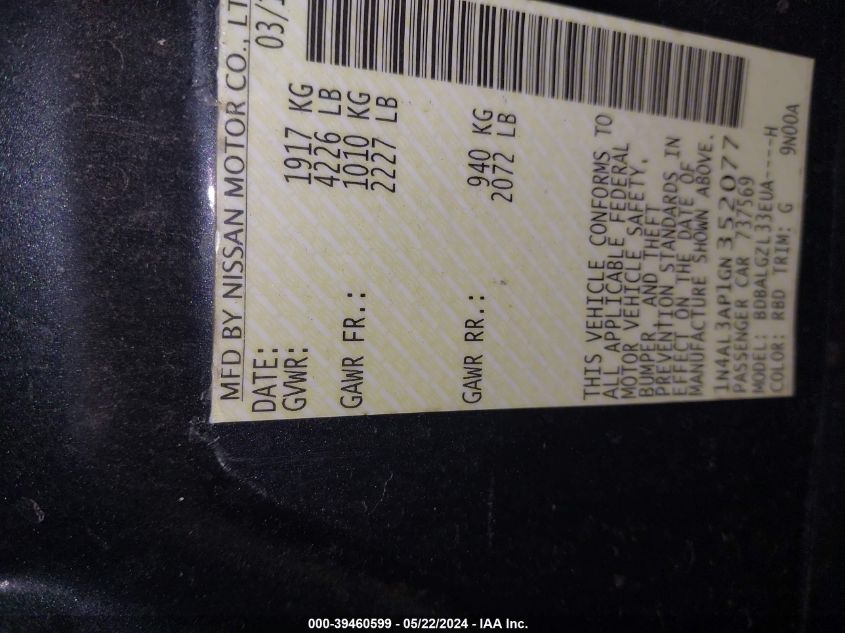 MFD BY NISSAN MOTOR CO., LT
DATE: 03/1
GVWR: 1917 KG
4226 LB
GAWR FR.: 1010 KG
2227 LB
GAWR RR.: 940 KG
2072 LB
THIS VEHICLE CONFORMS TO
ALL APPLICABLE FEDERAL
MOTOR VEHICLE SAFETY,
BUMPER AND THEFT
PREVENTION STANDARDS IN
EFFECT ON THE DATE OF
MANUFACTURE SHOWN ABOVE.
1N4AL3AP1GN352077
PASSENGER CAR 737569
MODEL: BDBALGZL33EUA----H
COLOR: RBD TRIM: G 9N00A
000-39460599 - 05/22/2024 - IAA Inc.